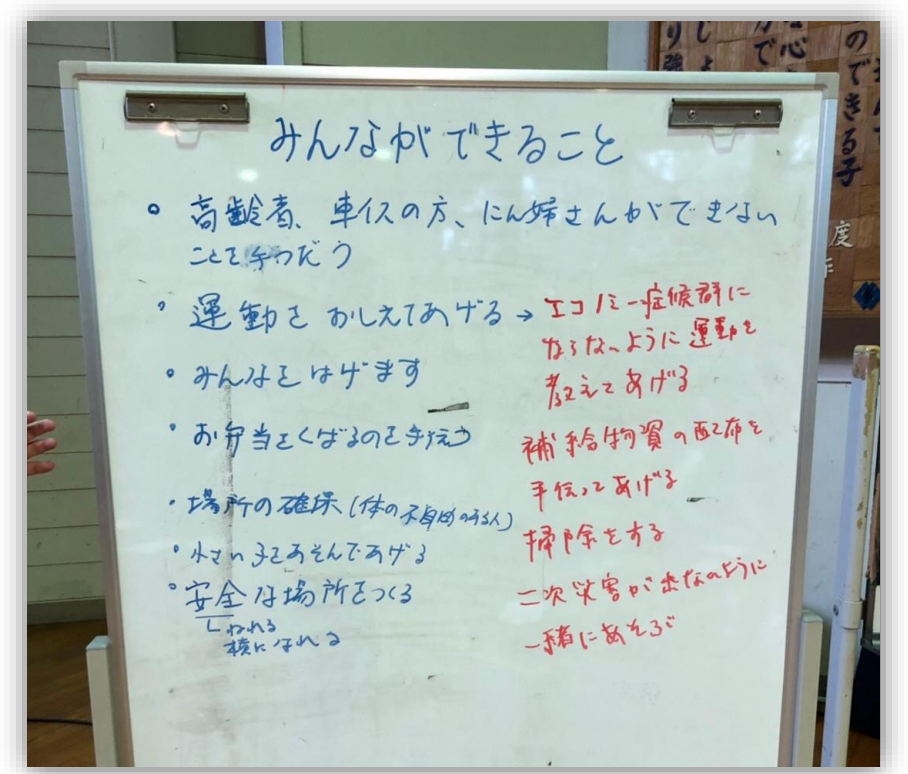 みんなができること
• 高齢者、車イスの方、にん婦さんができない
ことを手つだう
• 運動をおしえてあげる → エコノミー症候群に
ならないように運動を
教えてあげる
• みんなをはげます
• お弁当をくばるのを手伝う
補給物資の配布を
手伝ってあげる
• 場所の確保(体の不自由のある人)
掃除をする
• 小さい子とあそんであげる
• 安全な場所をつくる
ねれる
横になれる
二次災害が出ないように
一緒にあそぶ
のできる子
度